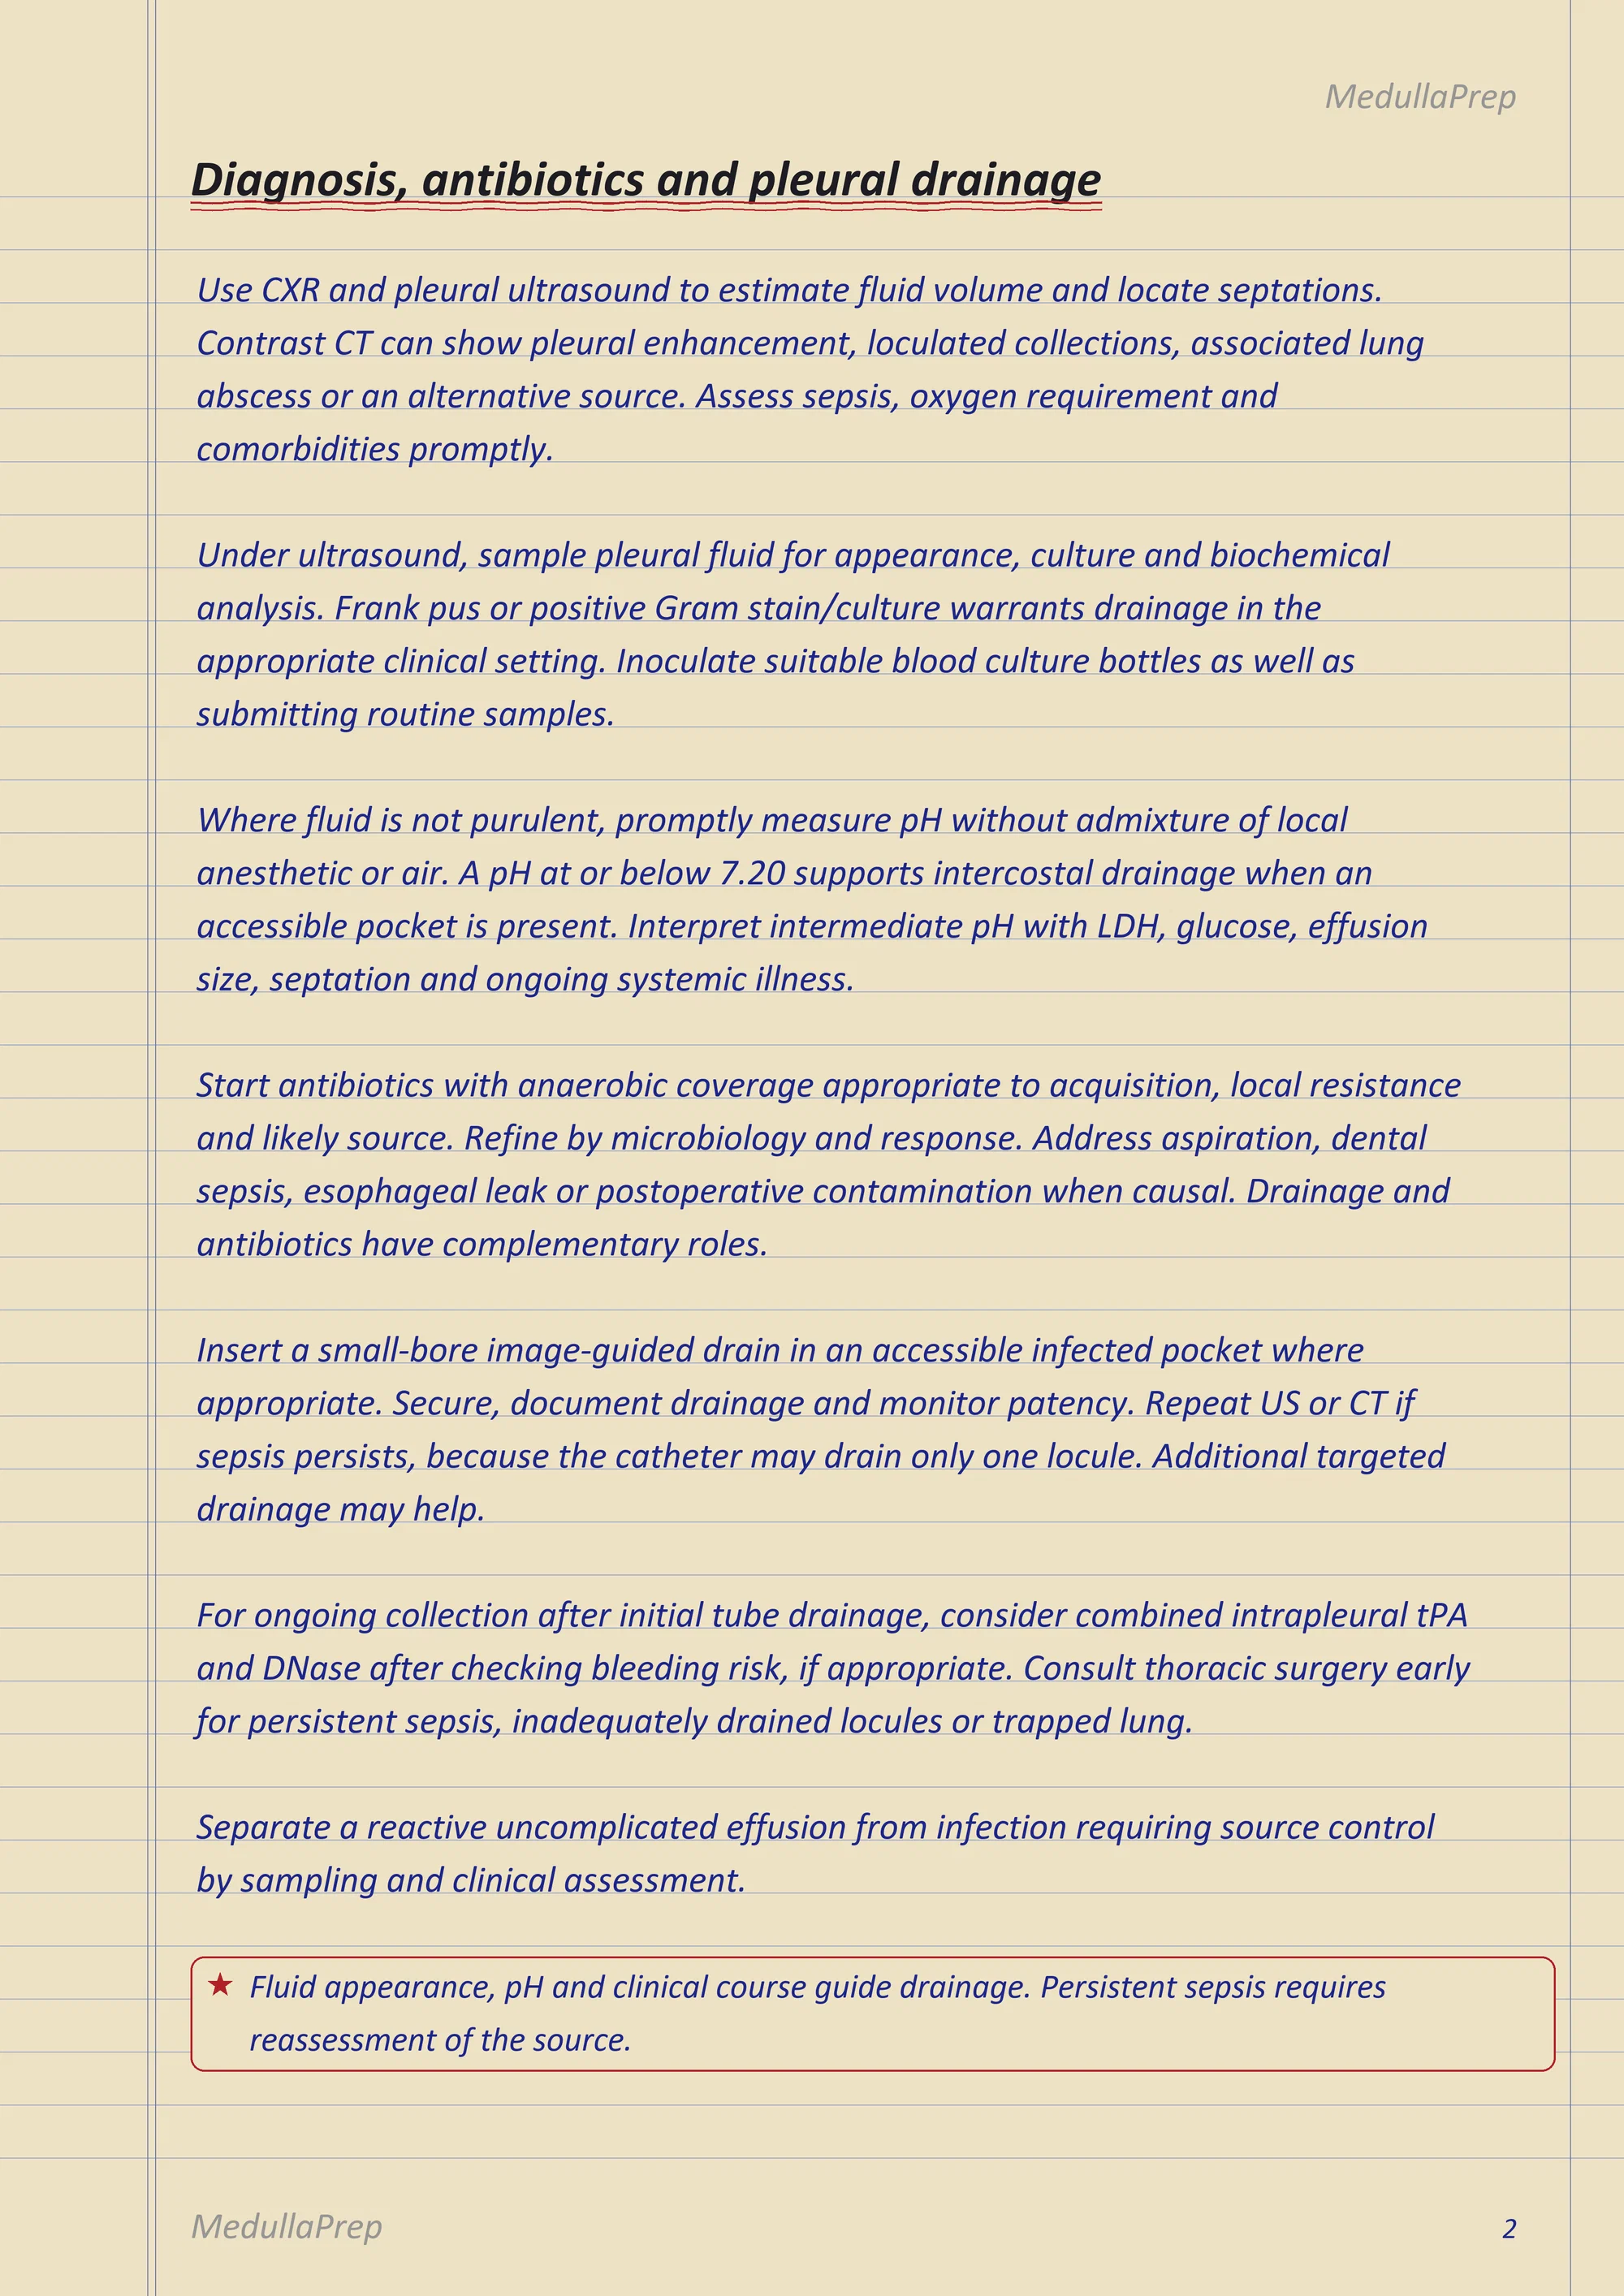 MedullaPrep
Diagnosis, antibiotics and pleural drainage
Use CXR and pleural ultrasound to estimate fluid volume and locate septations.
Contrast CT can show pleural enhancement, loculated collections, associated lung
abscess or an alternative source. Assess sepsis, oxygen requirement and
comorbidities promptly.
Under ultrasound, sample pleural fluid for appearance, culture and biochemical
analysis. Frank pus or positive Gram stain/culture warrants drainage in the
appropriate clinical setting. Inoculate suitable blood culture bottles as well as
submitting routine samples.
Where fluid is not purulent, promptly measure pH without admixture of local
anesthetic or air. A pH at or below 7.20 supports intercostal drainage when an
accessible pocket is present. Interpret intermediate pH with LDH, glucose, effusion
size, septation and ongoing systemic illness.
Start antibiotics with anaerobic coverage appropriate to acquisition, local resistance
and likely source. Refine by microbiology and response. Address aspiration, dental
sepsis, esophageal leak or postoperative contamination when causal. Drainage and
antibiotics have complementary roles.
Insert a small-bore image-guided drain in an accessible infected pocket where
appropriate. Secure, document drainage and monitor patency. Repeat US or CT if
sepsis persists, because the catheter may drain only one locule. Additional targeted
drainage may help.
For ongoing collection after initial tube drainage, consider combined intrapleural tPA
and DNase after checking bleeding risk, if appropriate. Consult thoracic surgery early
for persistent sepsis, inadequately drained locules or trapped lung.
Separate a reactive uncomplicated effusion from infection requiring source control
by sampling and clinical assessment.
★ Fluid appearance, pH and clinical course guide drainage. Persistent sepsis requires
reassessment of the source.
MedullaPrep
2